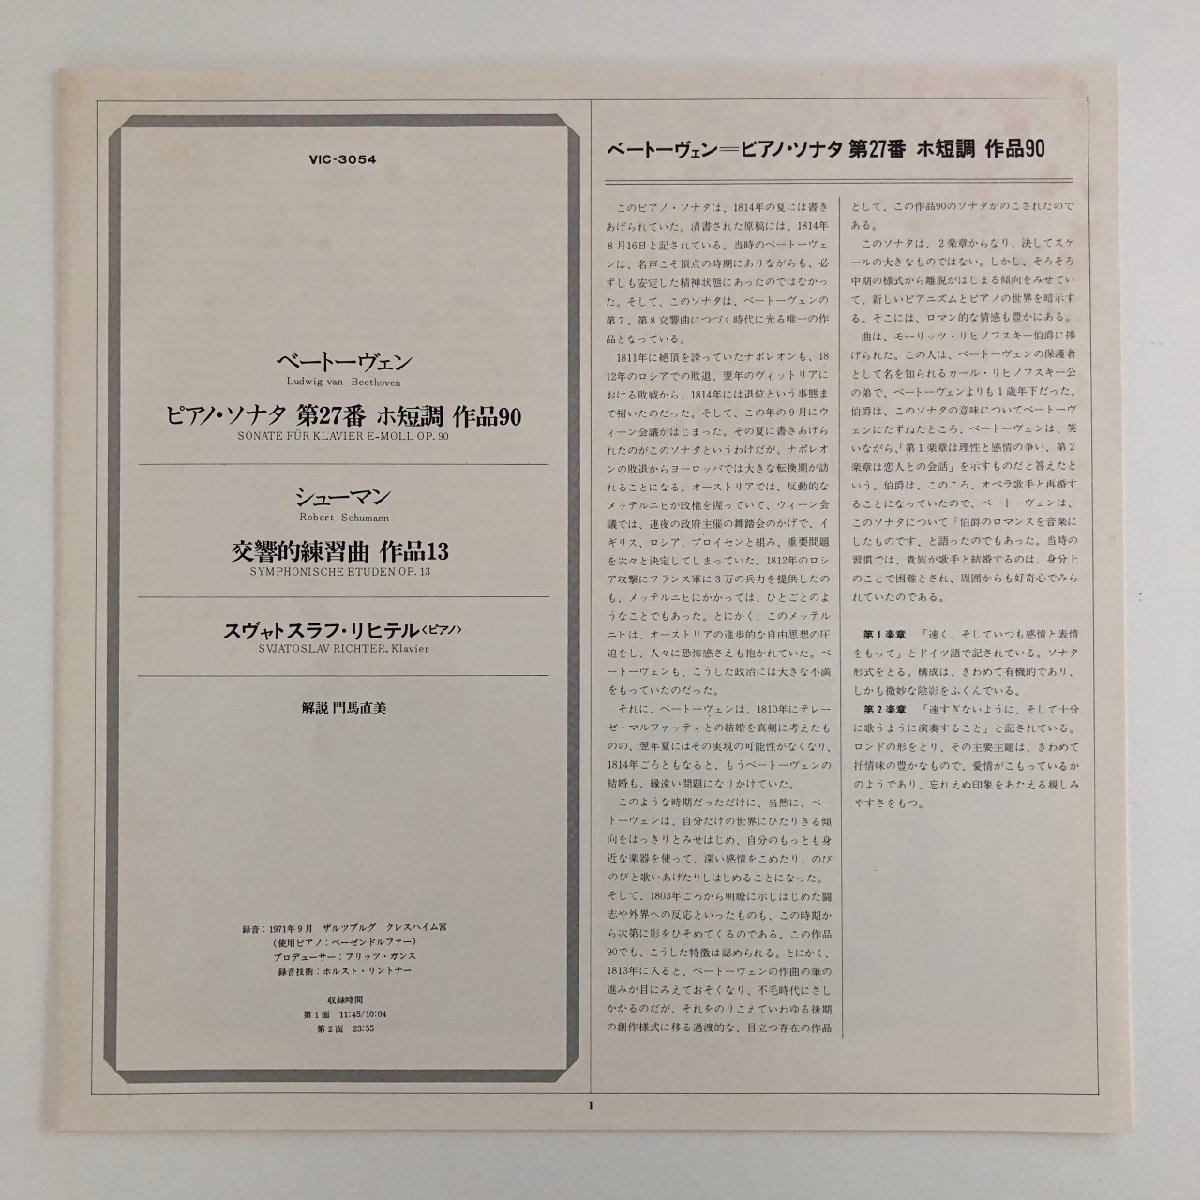 VIC-3054
ベートーヴェン
Ludwig van Beethoven
ピアノ・ソナタ 第27番 ホ短調 作品90
SONATE FÜR KLAVIER E-MOLL OP. 90
シューマン
Robert Schumann
交響的練習曲 作品13
SYMPHONISCHE ETUDEN OP. 13
スヴャトスラフ・リヒテル〈ピアノ〉
SVJATOSLAV RICHTER, Klavier
解説 門馬直美
録音：1971年9月 ザルツブルグ クレスハイム宮
(使用ピアノ：ベーゼンドルファー)
プロデューサー：フリッツ・ガンス
録音技術：ホルスト・リントナー
収録時間
第1面 11:45/10:04
第2面 23:55
ベートーヴェン＝ピアノ・ソナタ 第27番 ホ短調 作品90
このピアノ・ソナタは、1814年の夏には書き
あげられていた。清書された原稿には、1814年
8月16日と記されている。当時のベートーヴェ
ンは、名声こそ頂点の時期にありながらも、必
ずしも安定した精神状態にあったのではなかっ
た。そして、このソナタは、ベートーヴェンの
第7、第8交響曲につづく時代に光る唯一の作
品となっている。
1811年に絶頂を誇っていたナポレオンも、18
12年のロシアでの敗退、翌年のヴィットリアに
おける敗戦から、1814年には退位という事態ま
で招いたのだった。そして、この年の9月にウ
ィーン会議がはじまった。その夏に書きあげら
れたのがこのソナタというわけだが、ナポレオ
ンの敗退からヨーロッパでは大きな転換期が訪
れることになる。オーストリアでは、反動的な
メッテルニヒが政権を握っていて、ウィーン会
議では、連夜の政府主催の舞踏会のかげで、イ
ギリス、ロシア、プロイセンと組み、重要問題
を次々と決定してしまっていた。1812年のロシ
ア攻撃にフランス軍に3万の兵力を提供したの
も、メッテルニヒにかかっては、ひとごとのよ
うなことでもあった。とにかく、このメッテル
ニヒは、オーストリアの進歩的な自由思想の圧
迫をし、人々に恐怖感さえも抱かれていた。ベ
ートーヴェンも、こうした政治には大きな不満
をもっていたのだった。
それに、ベートーヴェンは、1810年にテレー
ゼ・マルファッティとの結婚を真剣に考えたも
のの、翌年夏にはその実現の可能性がなくなり、
1814年ごろともなると、もうベートーヴェンの
結婚も、縁遠い問題になりかけていた。
このような時期だっただけに、当然に、ベー
トーヴェンは、自分だけの世界にひたりきる傾
向をはっきりとみせはじめ、自分のもっとも身
近な楽器を使って、深い感情をこめたり、のび
のびと歌いあげたりしはじめることになった。
そして、1803年ごろから明瞭に示しはじめた闘
志や外界への反応といったものも、この時期か
ら次第に影をひそめてくるのである。この作品
90でも、こうした特徴は認められる。とにかく、
1813年に入ると、ベートーヴェンの作曲の筆の
進みが目にみえておそくなり、不毛時代にさし
かかるのだが、それをのりこえていわゆる後期
の創作様式に移る過渡的な、目立つ存在の作品
として、この作品90のソナタがのこされたので
ある。
このソナタは、2楽章からなり、決してスケ
ールの大きなものではない。しかし、そろそろ
中期の様式から離脱がはじまる傾向をみせてい
て、新しいピアニズムとピアノの世界を暗示す
る。そこには、ロマン的な情感も豊かにある。
曲は、モーリッツ・リヒノフスキー伯爵に捧
げられた。この人は、ベートーヴェンの保護者
として名を知られるカール・リヒノフスキー公
の弟で、ベートーヴェンよりも1歳年下だった。
伯爵は、このソナタの意味についてベートーヴ
ェンにたずねたところ、ベートーヴェンは、笑
いながら、「第1楽章は理性と感情の争い、第2
楽章は恋人との会話」を示すものだと答えたと
いう。伯爵は、このころ、オペラ歌手と再婚す
ることになっていたので、ベートーヴェンは、
このソナタについて「伯爵のロマンスを音楽に
したものです、と語ったのでもあった。当時の
習慣では、貴族が歌手と結婚するのは、身分上
のことで困難とされ、周囲からも好奇心でみら
れていたのである。
第1楽章 「速く、そしていつも感情と表情
をもって」とドイツ語で記されている。ソナタ
形式をとる。構成は、きわめて有機的であり、
しかも微妙な陰影をふくんでいる。
第2楽章 「速すぎないように、そして十分
に歌うように演奏すること」と記されている。
ロンドの形をとり、その主要主題は、きわめて
抒情味の豊かなもので、愛情がこもっているか
のようであり、忘れえぬ印象をあたえる親しみ
やすさをもつ。
1